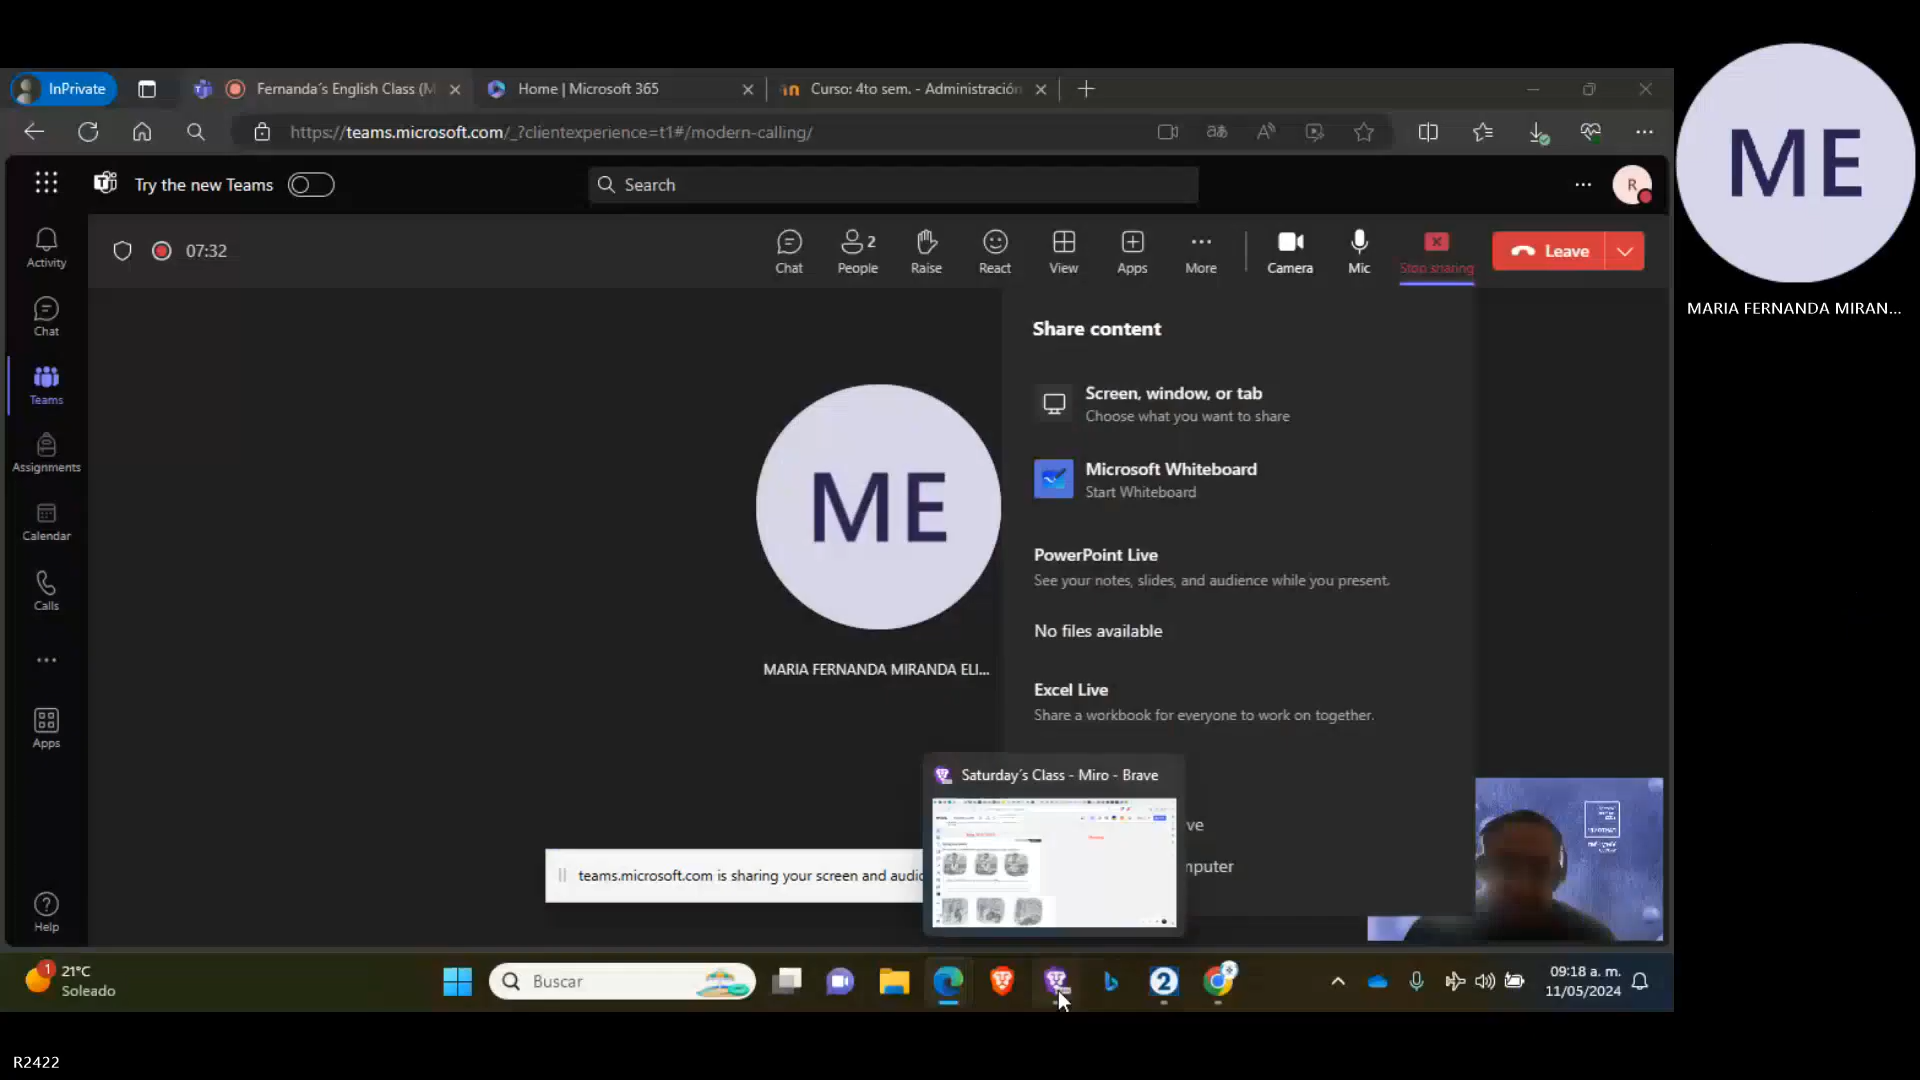 InPrivate
Fernanda´s English Class (M
Home | Microsoft 365
Curso: 4to sem. - Administración
https://teams.microsoft.com/_?clientexperience=t1#/modern-calling/
Try the new Teams
Search
R
07:32
Chat
People 2
Raise
React
View
Apps
More
Camera
Mic
Stop sharing
Leave
Activity
Chat
Teams
Assignments
Calendar
Calls
Apps
Help
ME
MARIA FERNANDA MIRANDA ELI...
Share content
Screen, window, or tab
Choose what you want to share
Microsoft Whiteboard
Start Whiteboard
PowerPoint Live
See your notes, slides, and audience while you present.
No files available
Excel Live
Share a workbook for everyone to work on together.
ve
mputer
Saturday´s Class - Miro - Brave
teams.microsoft.com is sharing your screen and audio
1
21°C
Soleado
Buscar
2
09:18 a. m.
11/05/2024
ME
MARIA FERNANDA MIRAN...
R2422